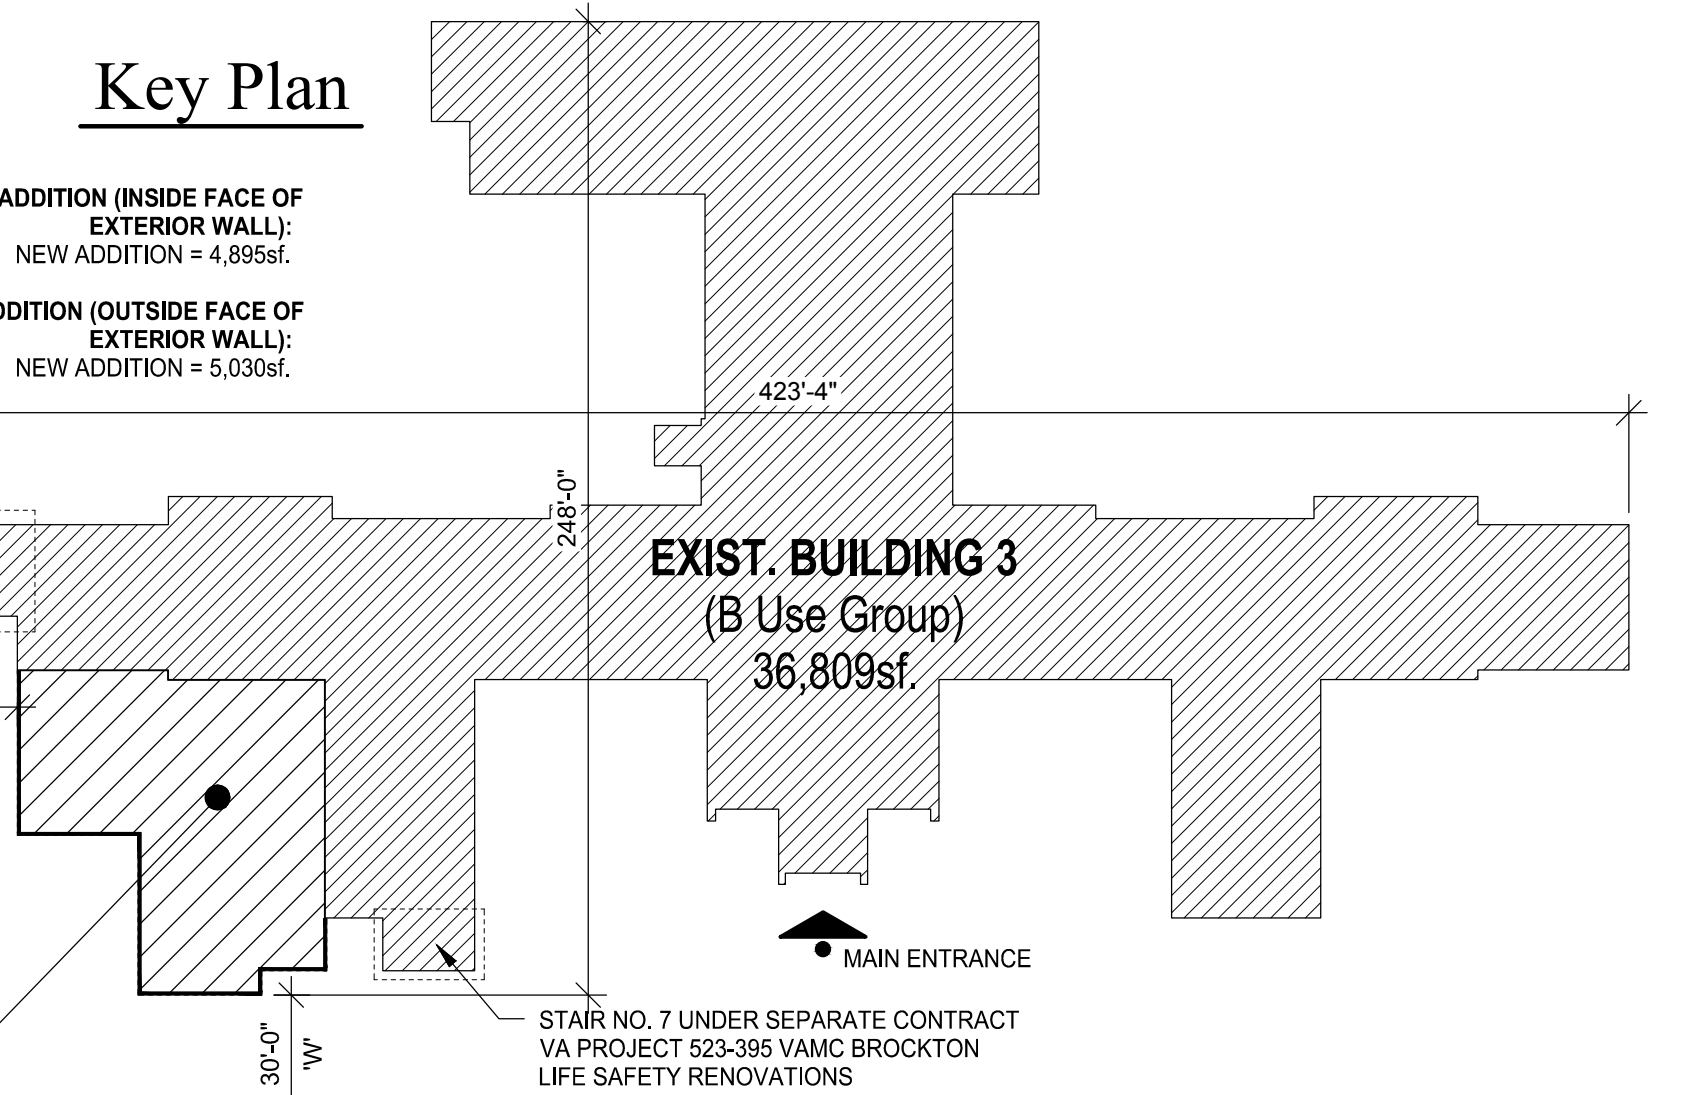 Key Plan
ADDITION (INSIDE FACE OF
EXTERIOR WALL):
NEW ADDITION = 4,895sf.
ADDITION (OUTSIDE FACE OF
EXTERIOR WALL):
NEW ADDITION = 5,030sf.
423'-4"
248'-0"
EXIST. BUILDING 3
(B Use Group)
36,809sf.
MAIN ENTRANCE
STAIR NO. 7 UNDER SEPARATE CONTRACT
VA PROJECT 523-395 VAMC BROCKTON
LIFE SAFETY RENOVATIONS
30'-0"
'W'